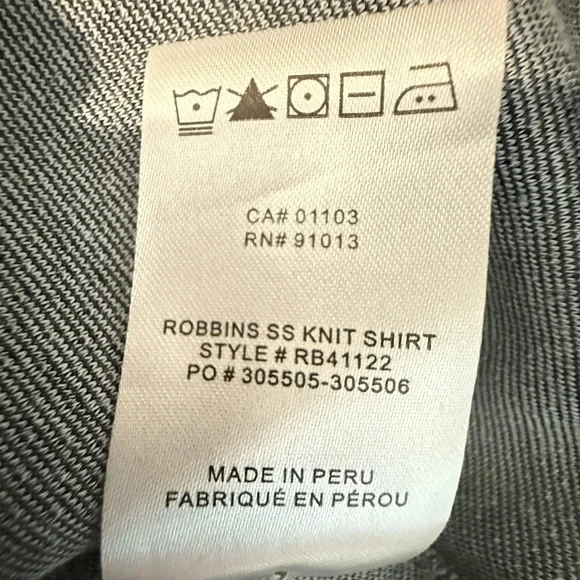 CA# 01103
RN# 91013
ROBBINS SS KNIT SHIRT
STYLE # RB41122
PO # 305505-305506
MADE IN PERU
FABRIQUÉ EN PÉROU